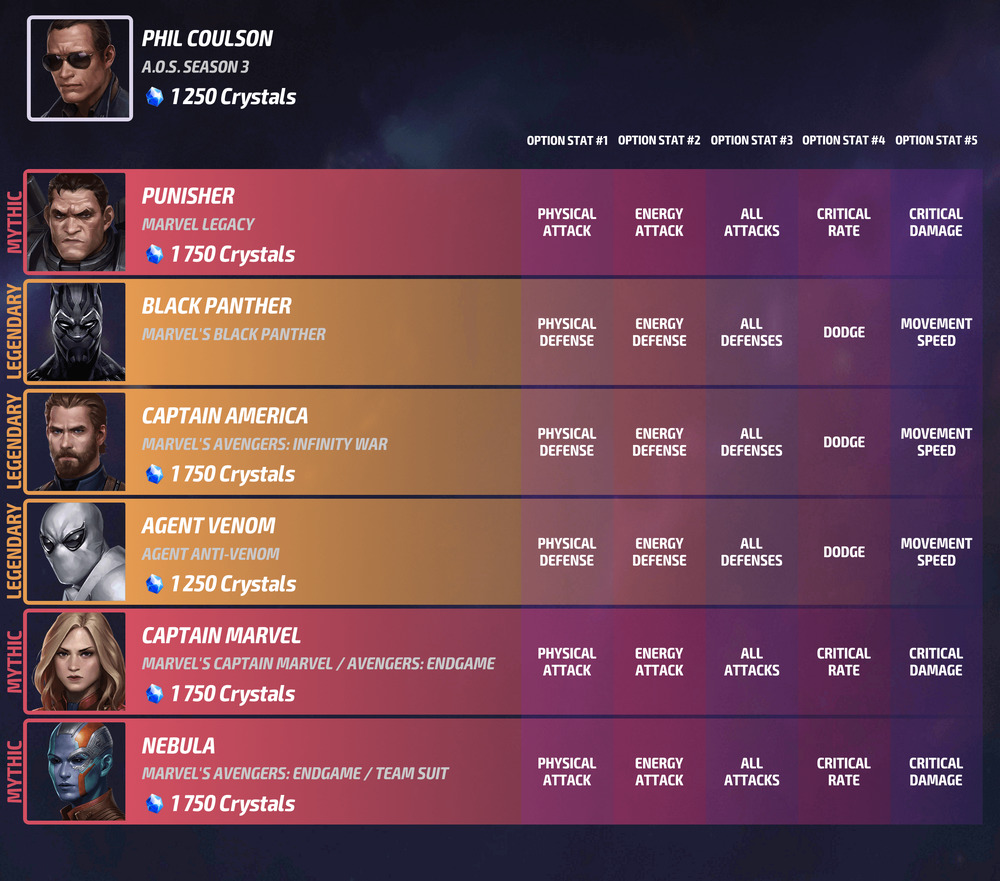 PHIL COULSON
A.O.S. SEASON 3
1 250 Crystals
OPTION STAT #1 OPTION STAT #2 OPTION STAT #3 OPTION STAT #4 OPTION STAT #5
MYTHIC
PUNISHER
MARVEL LEGACY
1 750 Crystals
PHYSICAL ATTACK
ENERGY ATTACK
ALL ATTACKS
CRITICAL RATE
CRITICAL DAMAGE
LEGENDARY
BLACK PANTHER
MARVEL'S BLACK PANTHER
PHYSICAL DEFENSE
ENERGY DEFENSE
ALL DEFENSES
DODGE
MOVEMENT SPEED
LEGENDARY
CAPTAIN AMERICA
MARVEL'S AVENGERS: INFINITY WAR
1 750 Crystals
PHYSICAL DEFENSE
ENERGY DEFENSE
ALL DEFENSES
DODGE
MOVEMENT SPEED
LEGENDARY
AGENT VENOM
AGENT ANTI-VENOM
1 250 Crystals
PHYSICAL DEFENSE
ENERGY DEFENSE
ALL DEFENSES
DODGE
MOVEMENT SPEED
MYTHIC
CAPTAIN MARVEL
MARVEL'S CAPTAIN MARVEL / AVENGERS: ENDGAME
1 750 Crystals
PHYSICAL ATTACK
ENERGY ATTACK
ALL ATTACKS
CRITICAL RATE
CRITICAL DAMAGE
MYTHIC
NEBULA
MARVEL'S AVENGERS: ENDGAME / TEAM SUIT
1 750 Crystals
PHYSICAL ATTACK
ENERGY ATTACK
ALL ATTACKS
CRITICAL RATE
CRITICAL DAMAGE